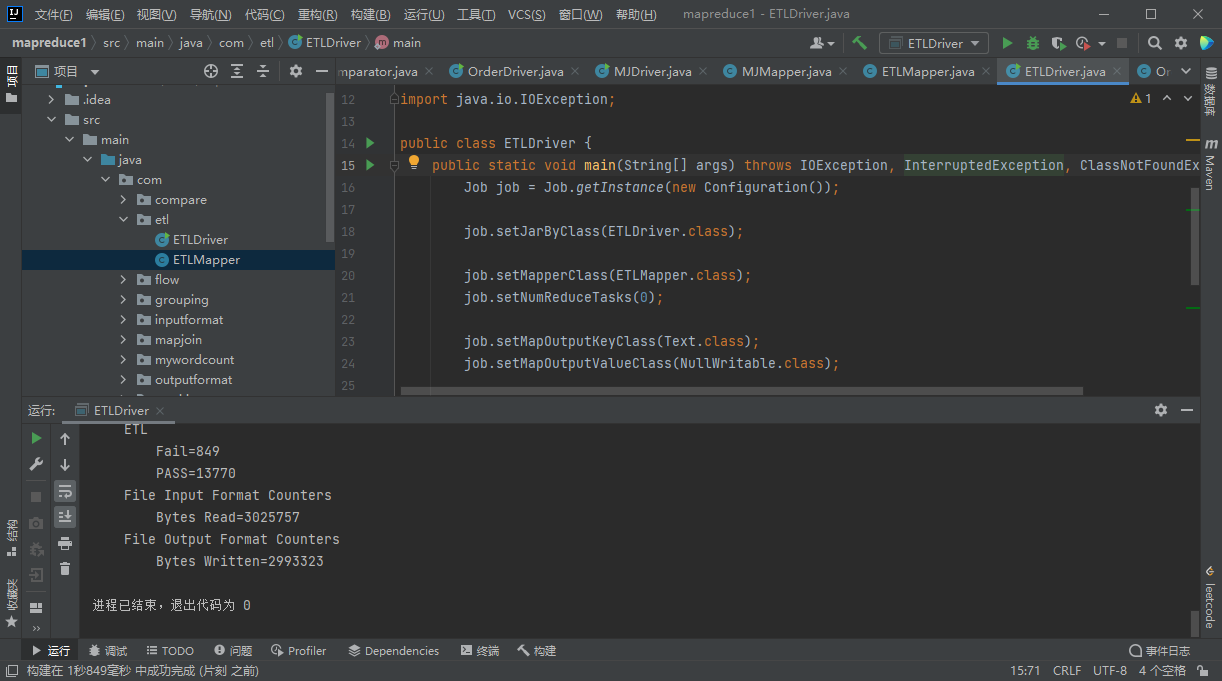 文件(F) 编辑(E) 视图(V) 导航(N) 代码(C) 重构(R) 构建(B) 运行(U) 工具(T) VCS(S) 窗口(W) 帮助(H) mapreduce1 - ETLDriver.java
mapreduce1 src main java com etl ETLDriver main ETLDriver
项目 项目 mparator.java OrderDriver.java MJDriver.java MJMapper.java ETLMapper.java ETLDriver.java Or
.idea
src
main
java
com
compare
etl
ETLDriver
ETLMapper
flow
grouping
inputformat
mapjoin
mywordcount
outputformat
12 import java.io.IOException; 1
13
14 public class ETLDriver {
15 public static void main(String[] args) throws IOException, InterruptedException, ClassNotFoundEx
16 Job job = Job.getInstance(new Configuration());
17
18 job.setJarByClass(ETLDriver.class);
19
20 job.setMapperClass(ETLMapper.class);
21 job.setNumReduceTasks(0);
22
23 job.setMapOutputKeyClass(Text.class);
24 job.setMapOutputValueClass(NullWritable.class);
25
数据库
m Maven
leetcode
结构
收藏夹
运行: ETLDriver
ETL
Fail=849
PASS=13770
File Input Format Counters
Bytes Read=3025757
File Output Format Counters
Bytes Written=2993323
进程已结束，退出代码为 0
运行 调试 TODO 问题 Profiler Dependencies 终端 构建 事件日志
构建在 1秒849毫秒 中成功完成 (片刻 之前) 15:71 CRLF UTF-8 4 个空格